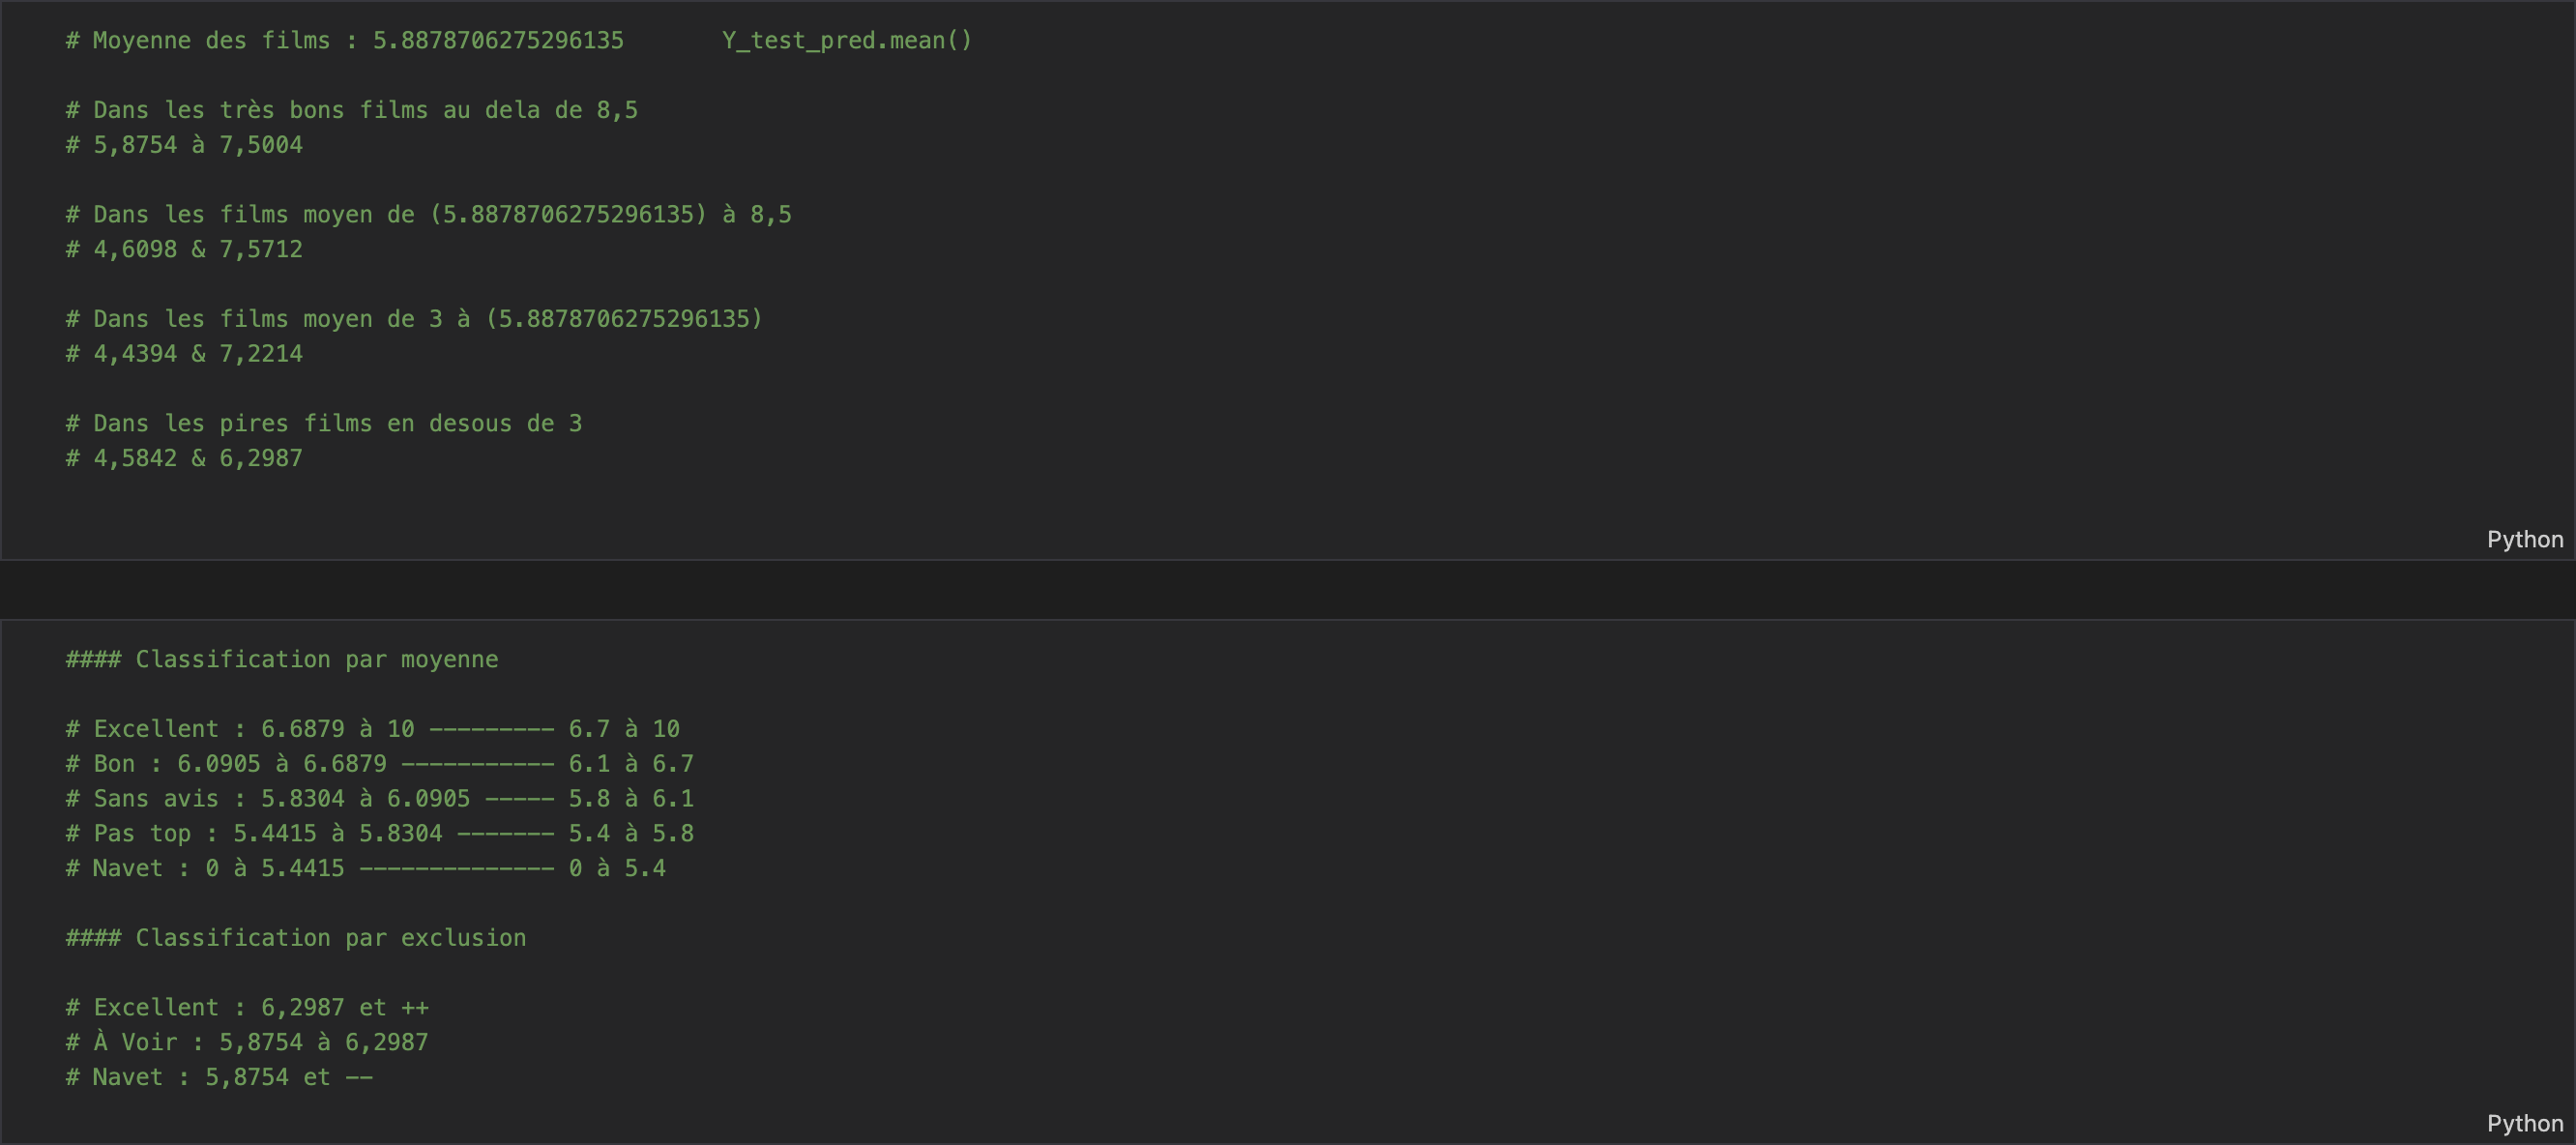 # Moyenne des films : 5.8878706275296135       Y_test_pred.mean()
# Dans les très bons films au dela de 8,5
# 5,8754 à 7,5004
# Dans les films moyen de (5.8878706275296135) à 8,5
# 4,6098 & 7,5712
# Dans les films moyen de 3 à (5.8878706275296135)
# 4,4394 & 7,2214
# Dans les pires films en desous de 3
# 4,5842 & 6,2987
Python
#### Classification par moyenne
# Excellent : 6.6879 à 10 --------- 6.7 à 10
# Bon : 6.0905 à 6.6879 ----------- 6.1 à 6.7
# Sans avis : 5.8304 à 6.0905 ----- 5.8 à 6.1
# Pas top : 5.4415 à 5.8304 ------- 5.4 à 5.8
# Navet : 0 à 5.4415 -------------- 0 à 5.4
#### Classification par exclusion
# Excellent : 6,2987 et ++
# À Voir : 5,8754 à 6,2987
# Navet : 5,8754 et --
Python